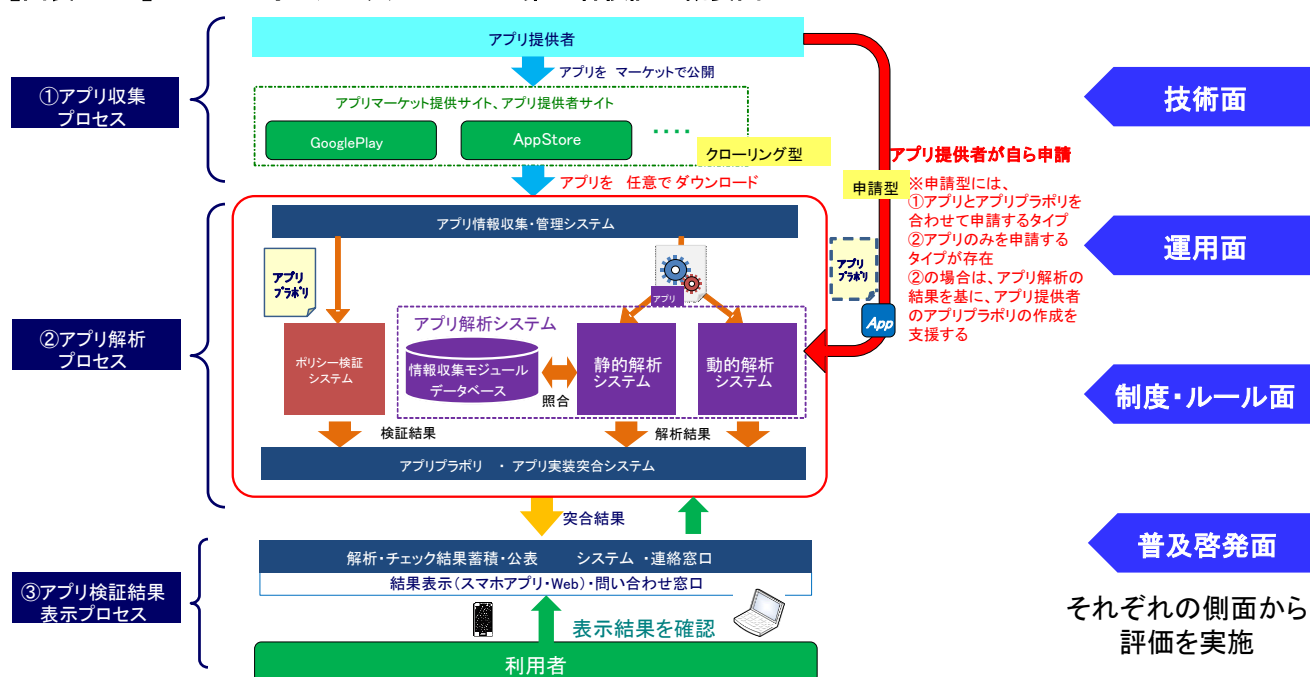 アプリ提供者
アプリを マーケットで公開
①アプリ収集
プロセス
アプリマーケット提供サイト、アプリ提供者サイト
GooglePlay
AppStore
････
クローリング型
アプリを 任意で ダウンロード
アプリ提供者が自ら申請
申請型
※申請型には、
①アプリとアプリプラポリを
合わせて申請するタイプ
②アプリのみを申請する
タイプが存在
②の場合は、アプリ解析の
結果を基に、アプリ提供者
のアプリプラポリの作成を
支援する
アプリ
プラポリ
App
②アプリ解析
プロセス
アプリ情報収集・管理システム
アプリ
プラポリ
アプリ
アプリ解析システム
ポリシー検証
システム
情報収集モジュール
データベース
照合
静的解析
システム
動的解析
システム
検証結果
解析結果
アプリプラポリ ・ アプリ実装突合システム
突合結果
③アプリ検証結果
表示プロセス
解析・チェック結果蓄積・公表 システム ・連絡窓口
結果表示(スマホアプリ・Web)・問い合わせ窓口
表示結果を確認
利用者
技術面
運用面
制度・ルール面
普及啓発面
それぞれの側面から
評価を実施